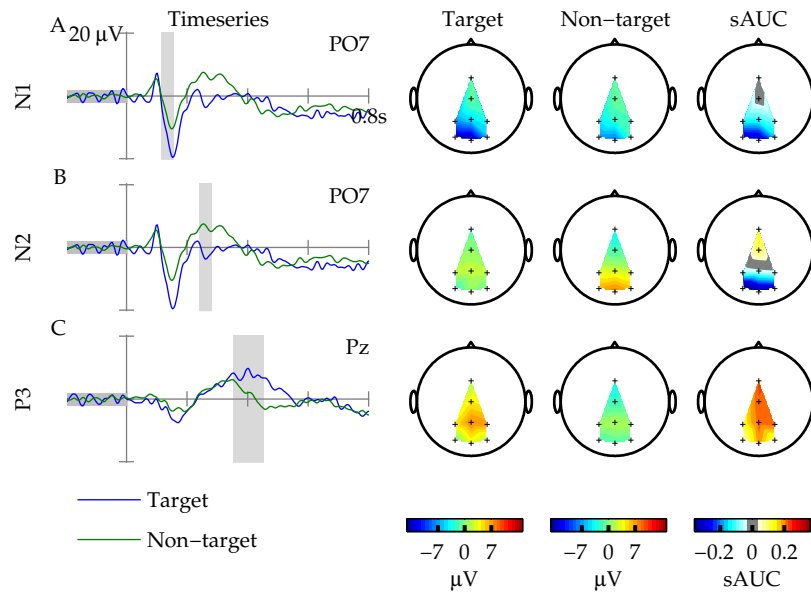 A Timeseries Target Non−target sAUC
20 μV PO7
N1
0.8s
B
PO7
N2
C
Pz
P3
Target
Non−target
−7 0 7 −7 0 7 −0.2 0 0.2
μV μV sAUC